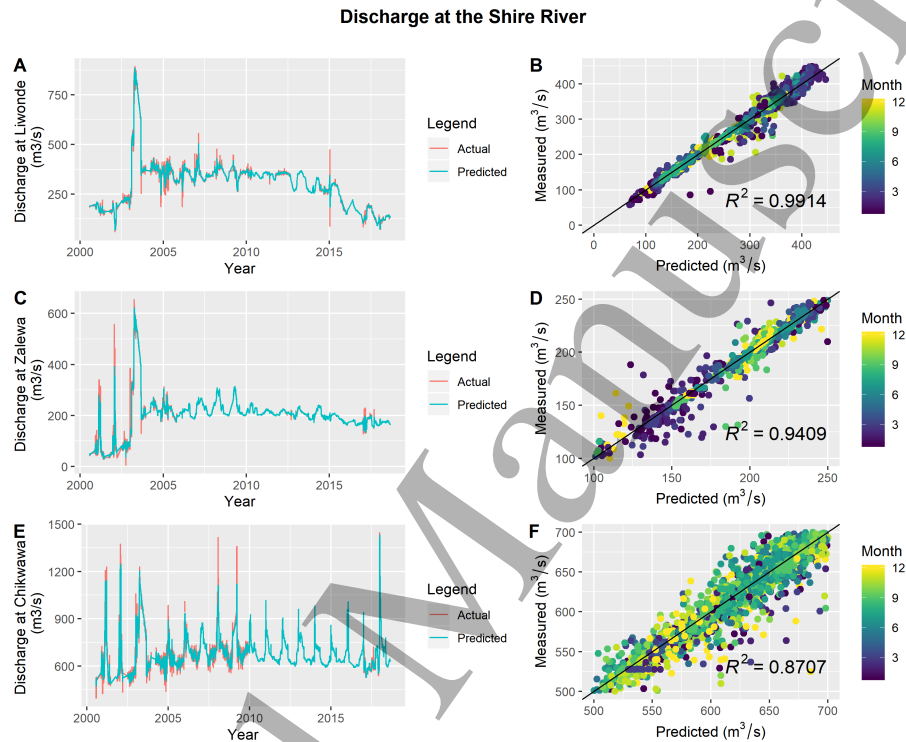 Discharge at the Shire River
A
Discharge at Liwonde
(m3/s)
750
500
250
2000 2005 2010 2015
Year
Legend
Actual
Predicted
B
Measured (m³/s)
400
300
200
100
0
0 100 200 300 400
Predicted (m³/s)
R² = 0.9914
Month
12
9
6
3
C
Discharge at Zalewa
(m3/s)
600
400
200
0
2000 2005 2010 2015
Year
Legend
Actual
Predicted
D
Measured (m³/s)
250
200
150
100
100 150 200 250
Predicted (m³/s)
R² = 0.9409
Month
12
9
6
3
E
Discharge at Chikwawa
(m3/s)
1500
1200
900
600
2000 2005 2010 2015
Year
Legend
Actual
Predicted
F
Measured (m³/s)
700
650
600
550
500
500 550 600 650 700
Predicted (m³/s)
R² = 0.8707
Month
12
9
6
3